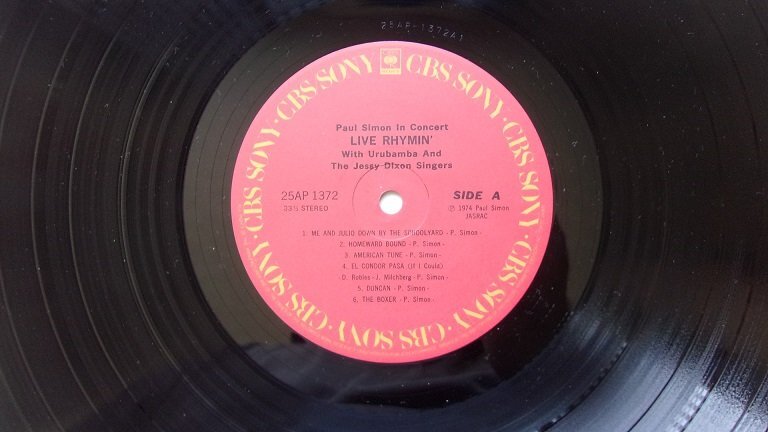 25AP-1372A1
CBS SONY · CBS SONY · CBS SONY · CBS SONY · CBS SONY · CBS SONY · CBS SONY
Paul Simon In Concert
LIVE RHYMIN'
With Urubamba And
The Jessy Dixon Singers
25AP 1372
SIDE A
33⅓ STEREO
℗ 1974 Paul Simon
JASRAC
1. ME AND JULIO DOWN BY THE SCHOOLYARD - P. Simon -
2. HOMEWARD BOUND - P. Simon -
3. AMERICAN TUNE - P. Simon -
4. EL CONDOR PASA (If I Could)
D. Robles - J. Milchberg - P. Simon -
5. DUNCAN - P. Simon -
6. THE BOXER - P. Simon -